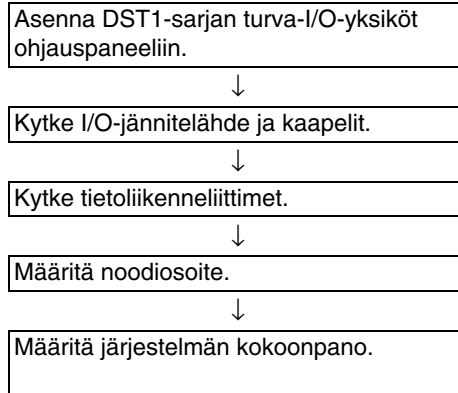 Asenna DST1-sarjan turva-I/O-yksiköt
ohjauspaneeliin.
↓
Kytke I/O-jännitelähde ja kaapelit.
↓
Kytke tietoliikenneliittimet.
↓
Määritä noodiosoite.
↓
Määritä järjestelmän kokoonpano.